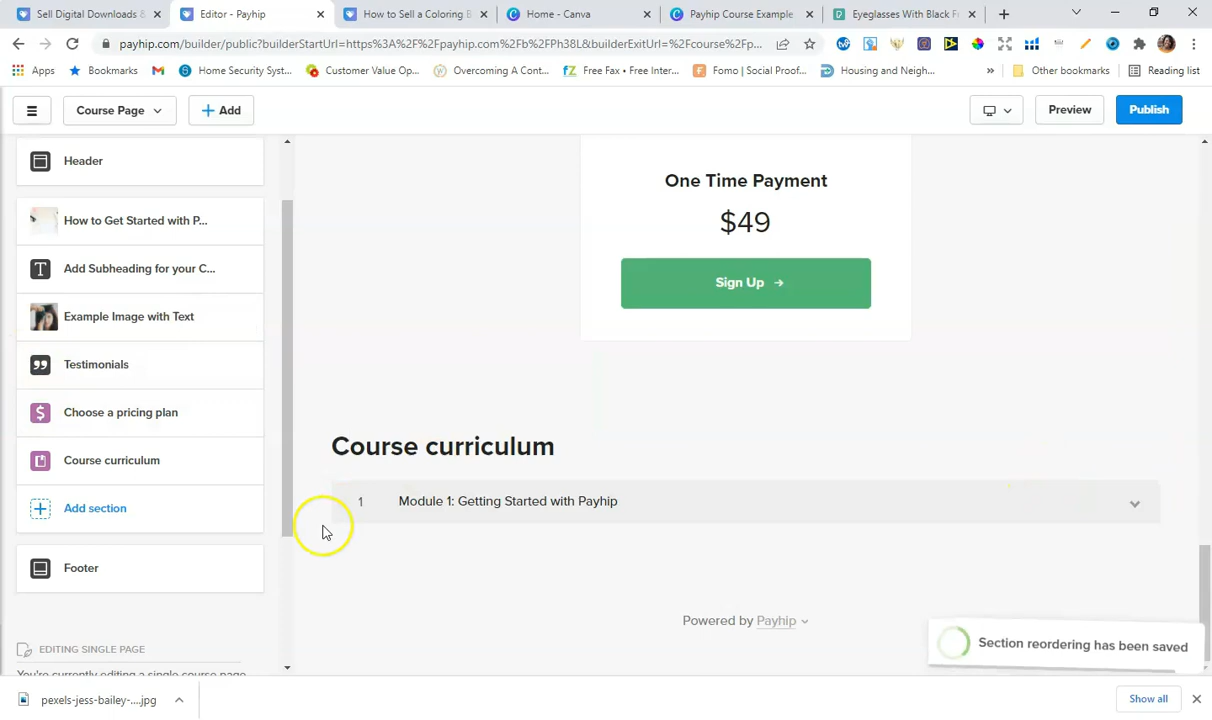 Sell Digital Downloads &
Editor - Payhip
How to Sell a Coloring B
Home - Canva
Payhip Course Example
Eyeglasses With Black F
payhip.com/builder/public?builderStartUrl=https%3A%2F%2Fpayhip.com%2Fb%2FPh38L&builderExitUrl=%2Fcourse%2Fp...
Apps
Bookmarks
Home Security Syst...
Customer Value Op...
Overcoming A Cont...
Free Fax • Free Inter...
Fomo | Social Proof...
Housing and Neigh...
»
Other bookmarks
Reading list
Course Page
+ Add
Preview
Publish
Header
How to Get Started with P...
Add Subheading for your C...
Example Image with Text
Testimonials
Choose a pricing plan
Course curriculum
Add section
Footer
EDITING SINGLE PAGE
You're currently editing a single course page
One Time Payment
$49
Sign Up →
Course curriculum
1 Module 1: Getting Started with Payhip
Powered by Payhip
Section reordering has been saved
pexels-jess-bailey-....jpg
Show all